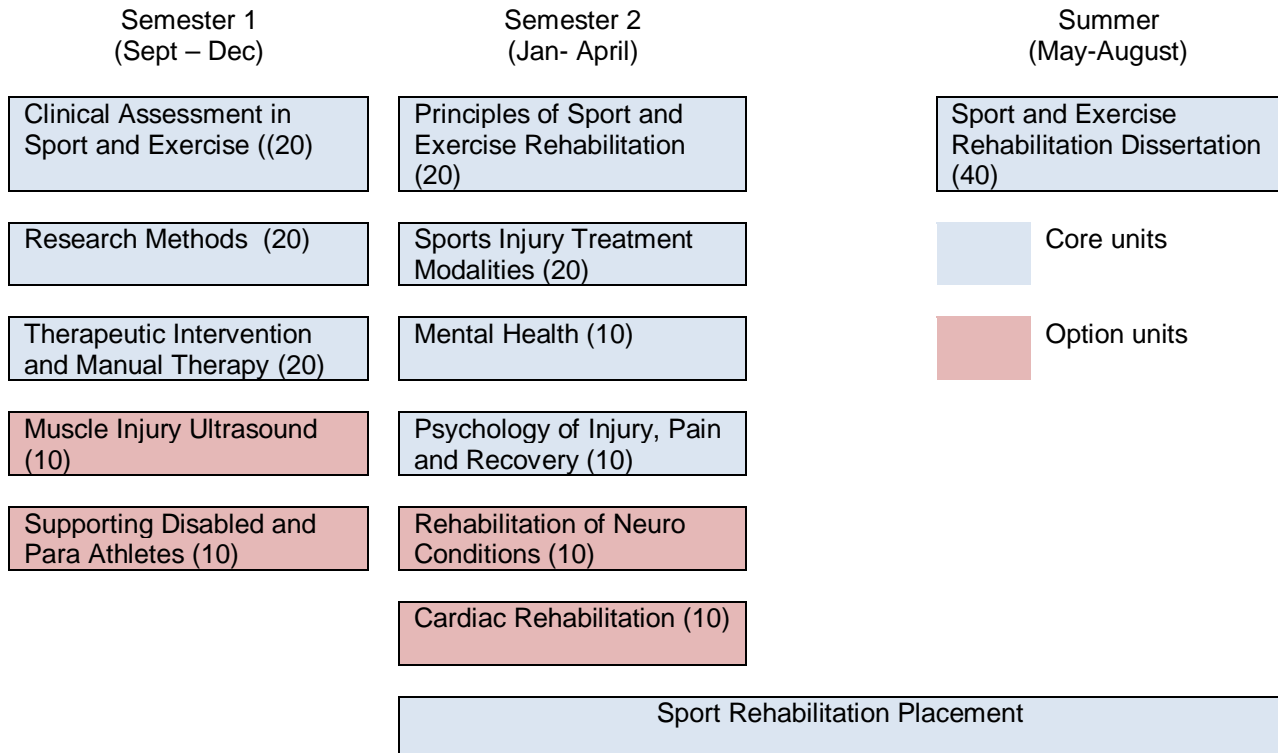 Semester 1
(Sept – Dec)
Semester 2
(Jan- April)
Summer
(May-August)
Clinical Assessment in
Sport and Exercise ((20)
Principles of Sport and
Exercise Rehabilitation
(20)
Sport and Exercise
Rehabilitation Dissertation
(40)
Research Methods  (20)
Sports Injury Treatment
Modalities (20)
Core units
Therapeutic Intervention
and Manual Therapy (20)
Mental Health (10)
Option units
Muscle Injury Ultrasound
(10)
Psychology of Injury, Pain
and Recovery (10)
Supporting Disabled and
Para Athletes (10)
Rehabilitation of Neuro
Conditions (10)
Cardiac Rehabilitation (10)
Sport Rehabilitation Placement